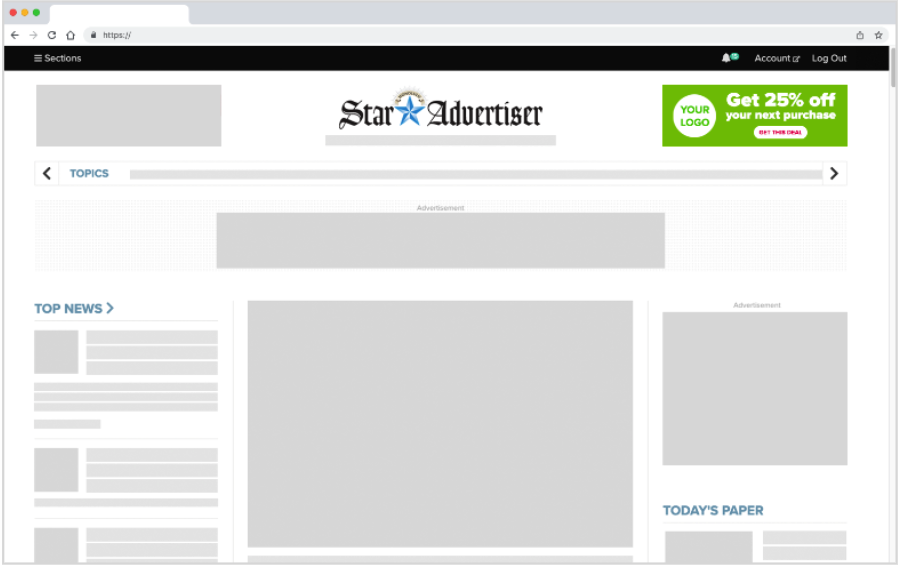 https://
Sections
Account
Log Out
Star Advertiser
YOUR
LOGO
Get 25% off
your next purchase
GET THIS DEAL
TOPICS
Advertisement
TOP NEWS
Advertisement
TODAY'S PAPER